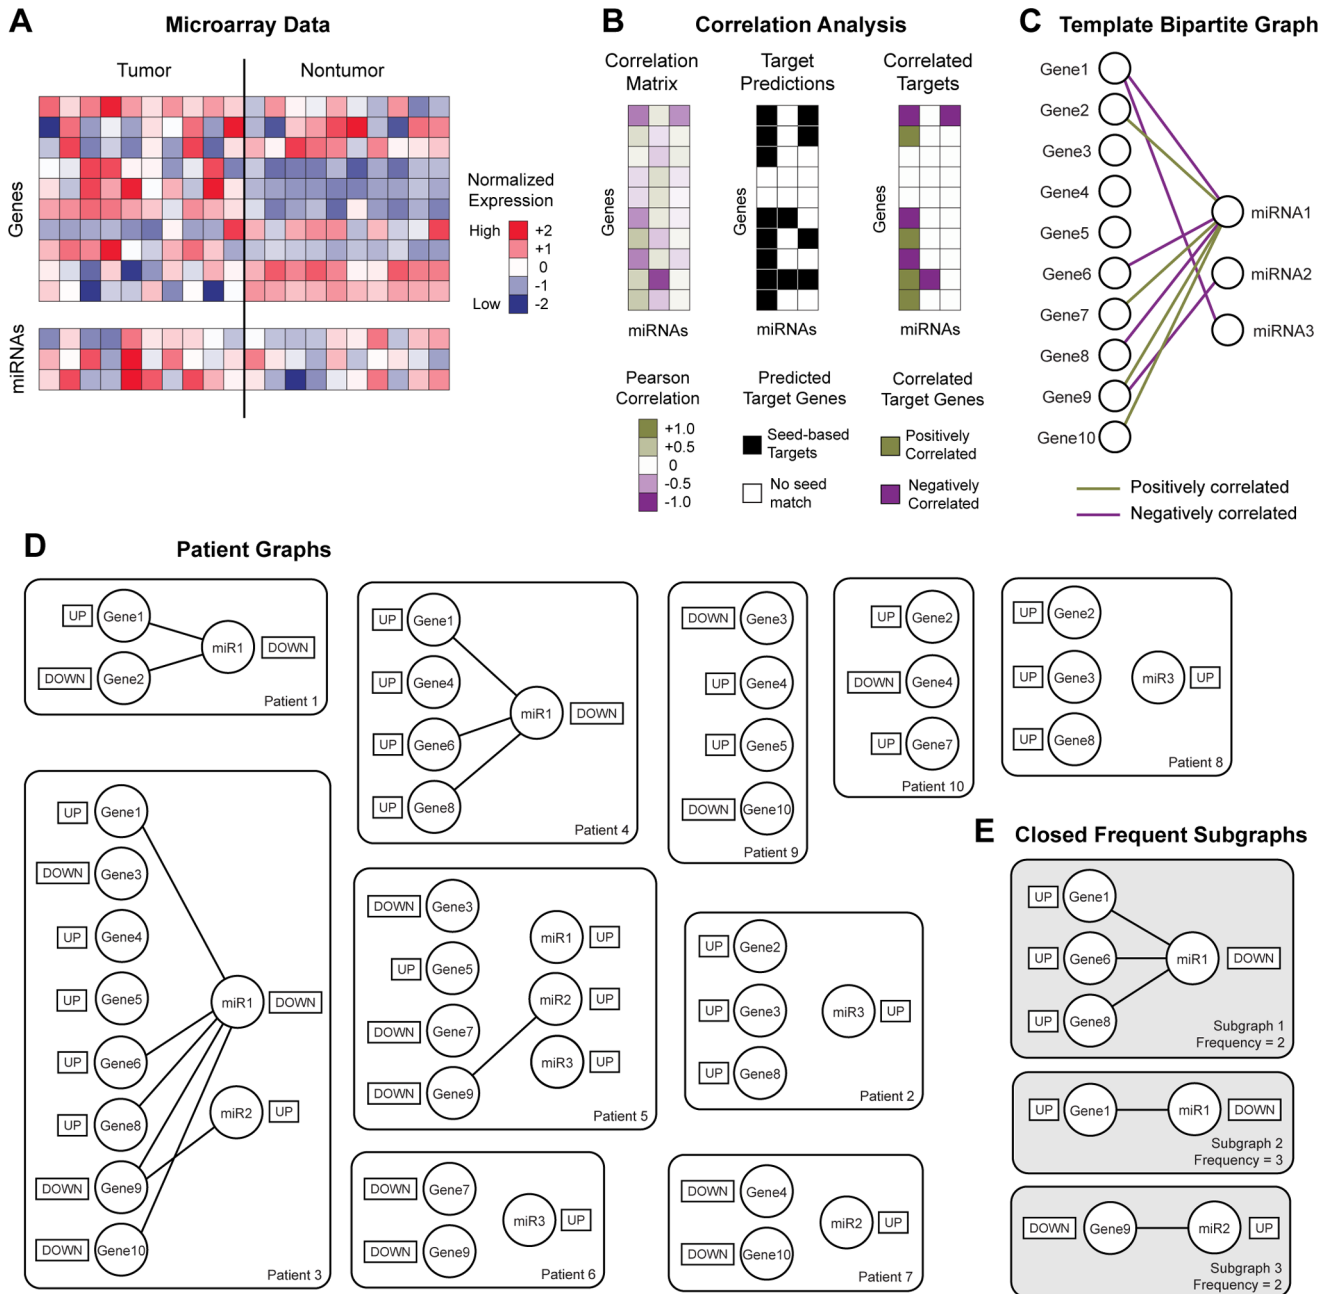 A
Microarray Data
Tumor
Nontumor
Genes
miRNAs
Normalized
Expression
High
+2
+1
0
-1
Low
-2
B
Correlation Analysis
Correlation
Matrix
Target
Predictions
Correlated
Targets
Genes
Genes
Genes
miRNAs
miRNAs
miRNAs
Pearson
Correlation
+1.0
+0.5
0
-0.5
-1.0
Predicted
Target Genes
Seed-based
Targets
No seed
match
Correlated
Target Genes
Positively
Correlated
Negatively
Correlated
C
Template Bipartite Graph
Gene1
Gene2
Gene3
Gene4
Gene5
Gene6
Gene7
Gene8
Gene9
Gene10
miRNA1
miRNA2
miRNA3
Positively correlated
Negatively correlated
D
Patient Graphs
UP
Gene1
DOWN
Gene2
miR1
DOWN
Patient 1
UP
Gene1
UP
Gene4
UP
Gene6
UP
Gene8
miR1
DOWN
Patient 4
DOWN
Gene3
UP
Gene4
UP
Gene5
DOWN
Gene10
Patient 9
UP
Gene2
DOWN
Gene4
UP
Gene7
Patient 10
UP
Gene2
UP
Gene3
UP
Gene8
miR3
UP
Patient 8
UP
Gene1
DOWN
Gene3
UP
Gene4
UP
Gene5
UP
Gene6
UP
Gene8
DOWN
Gene9
DOWN
Gene10
miR1
DOWN
miR2
UP
Patient 3
DOWN
Gene3
UP
Gene5
DOWN
Gene7
DOWN
Gene9
miR1
UP
miR2
UP
miR3
UP
Patient 5
UP
Gene2
UP
Gene3
UP
Gene8
miR3
UP
Patient 2
DOWN
Gene7
DOWN
Gene9
miR3
UP
Patient 6
DOWN
Gene4
DOWN
Gene10
miR2
UP
Patient 7
E
Closed Frequent Subgraphs
UP
Gene1
UP
Gene6
UP
Gene8
miR1
DOWN
Subgraph 1
Frequency = 2
UP
Gene1
miR1
DOWN
Subgraph 2
Frequency = 3
DOWN
Gene9
miR2
UP
Subgraph 3
Frequency = 2